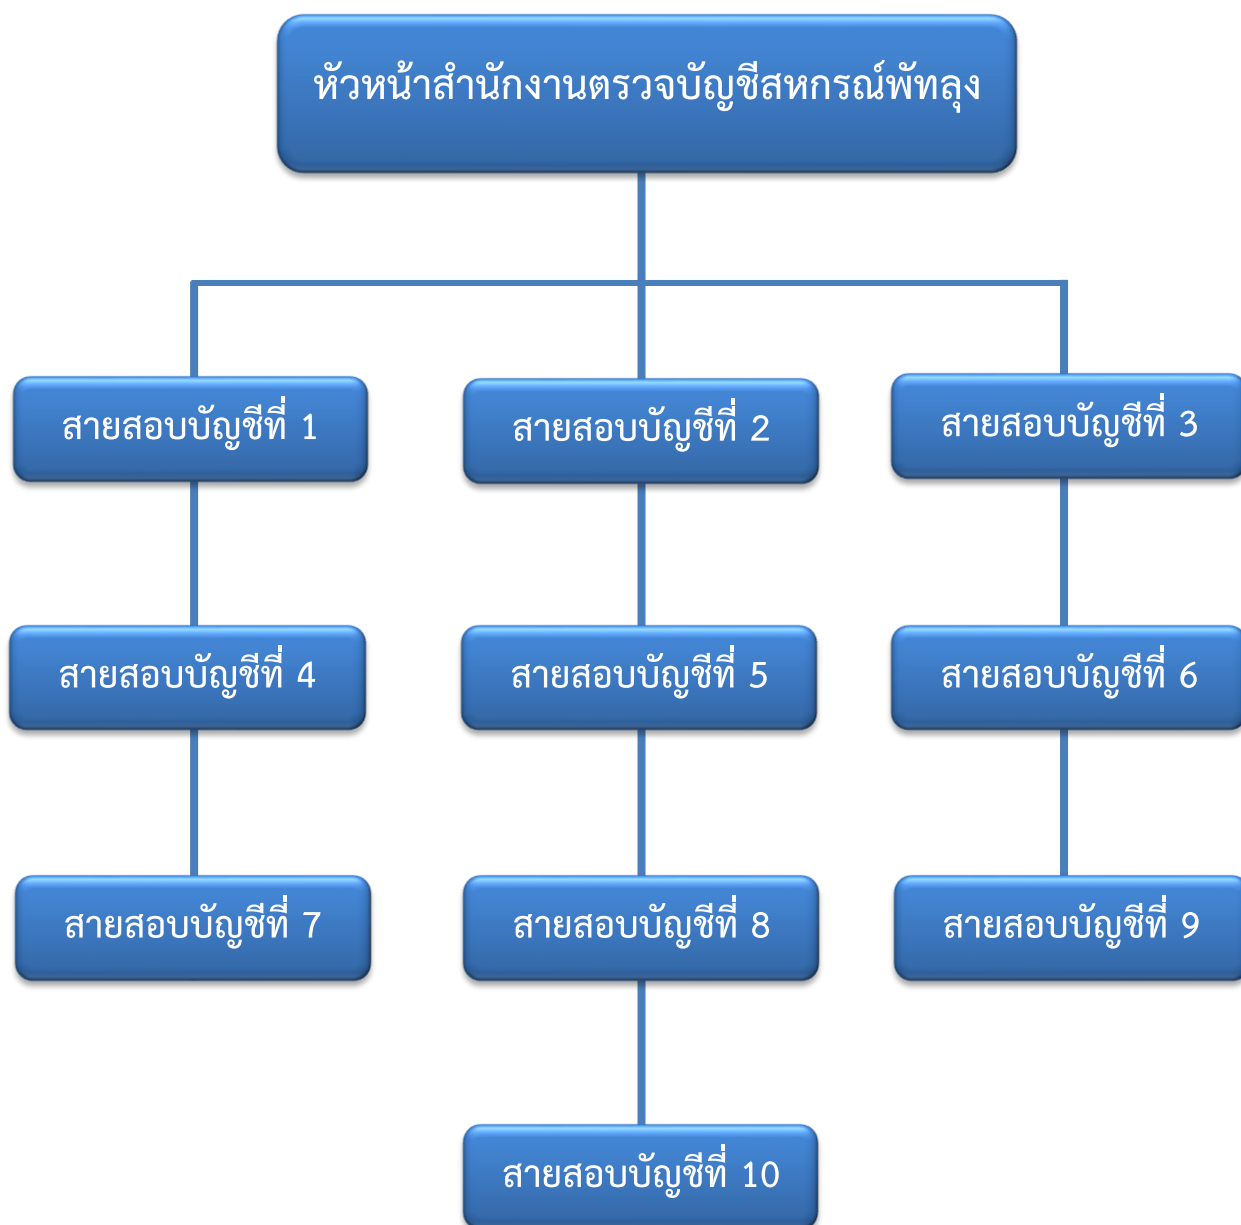 หัวหน้าสำนักงานตรวจบัญชีสหกรณ์พัทลุง
สายสอบบัญชีที่ 1
สายสอบบัญชีที่ 2
สายสอบบัญชีที่ 3
สายสอบบัญชีที่ 4
สายสอบบัญชีที่ 5
สายสอบบัญชีที่ 6
สายสอบบัญชีที่ 7
สายสอบบัญชีที่ 8
สายสอบบัญชีที่ 9
สายสอบบัญชีที่ 10